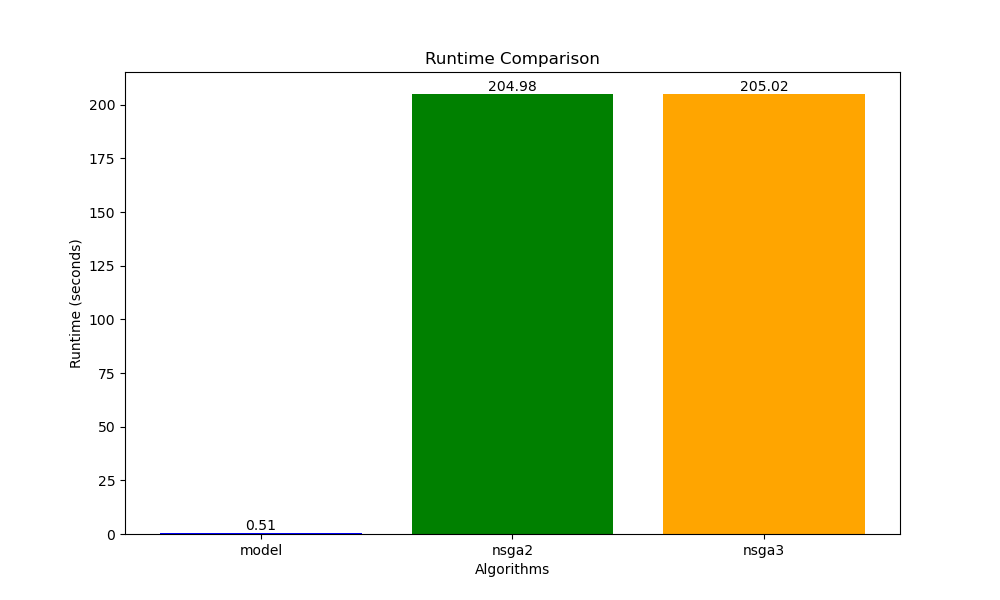 Runtime Comparison
204.98
205.02
200
175
150
125
100
75
50
25
0
Runtime (seconds)
0.51
model
nsga2
nsga3
Algorithms